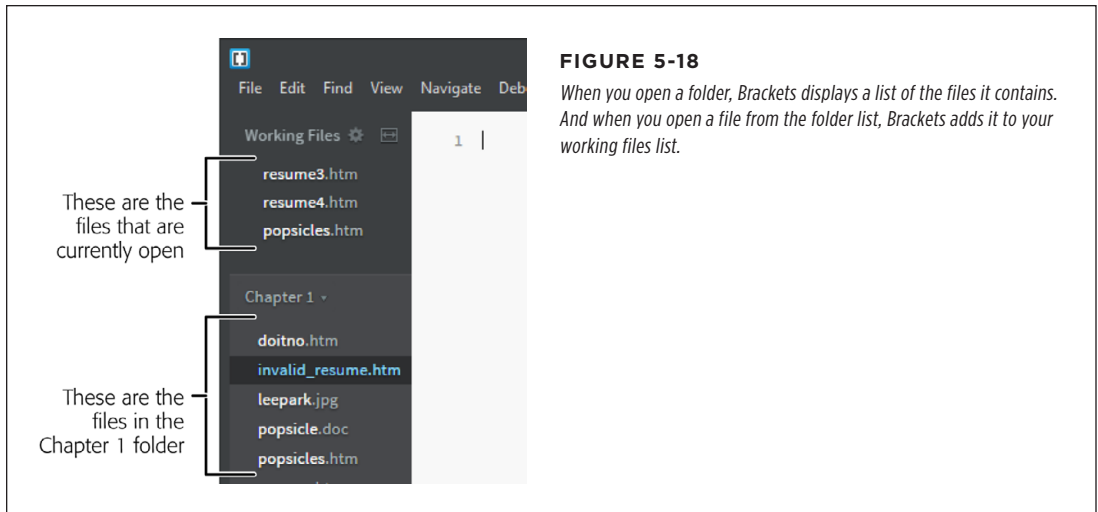 File Edit Find View Navigate Deb
Working Files
1
resume3.htm
resume4.htm
popsicles.htm
These are the
files that are
currently open
Chapter 1
doitno.htm
invalid_resume.htm
leepark.jpg
popsicle.doc
popsicles.htm
These are the
files in the
Chapter 1 folder
FIGURE 5-18
When you open a folder, Brackets displays a list of the files it contains.
And when you open a file from the folder list, Brackets adds it to your
working files list.